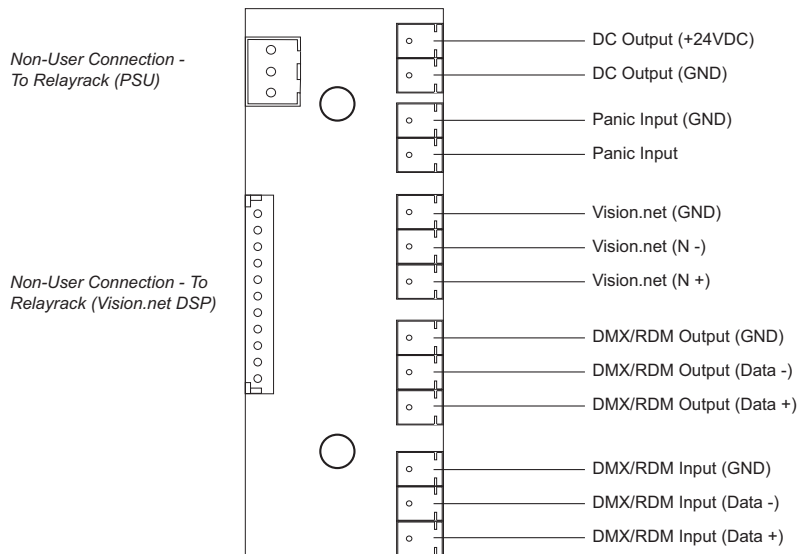 Non-User Connection -
To Relayrack (PSU)
Non-User Connection - To
Relayrack (Vision.net DSP)
DC Output (+24VDC)
DC Output (GND)
Panic Input (GND)
Panic Input
Vision.net (GND)
Vision.net (N -)
Vision.net (N +)
DMX/RDM Output (GND)
DMX/RDM Output (Data -)
DMX/RDM Output (Data +)
DMX/RDM Input (GND)
DMX/RDM Input (Data -)
DMX/RDM Input (Data +)